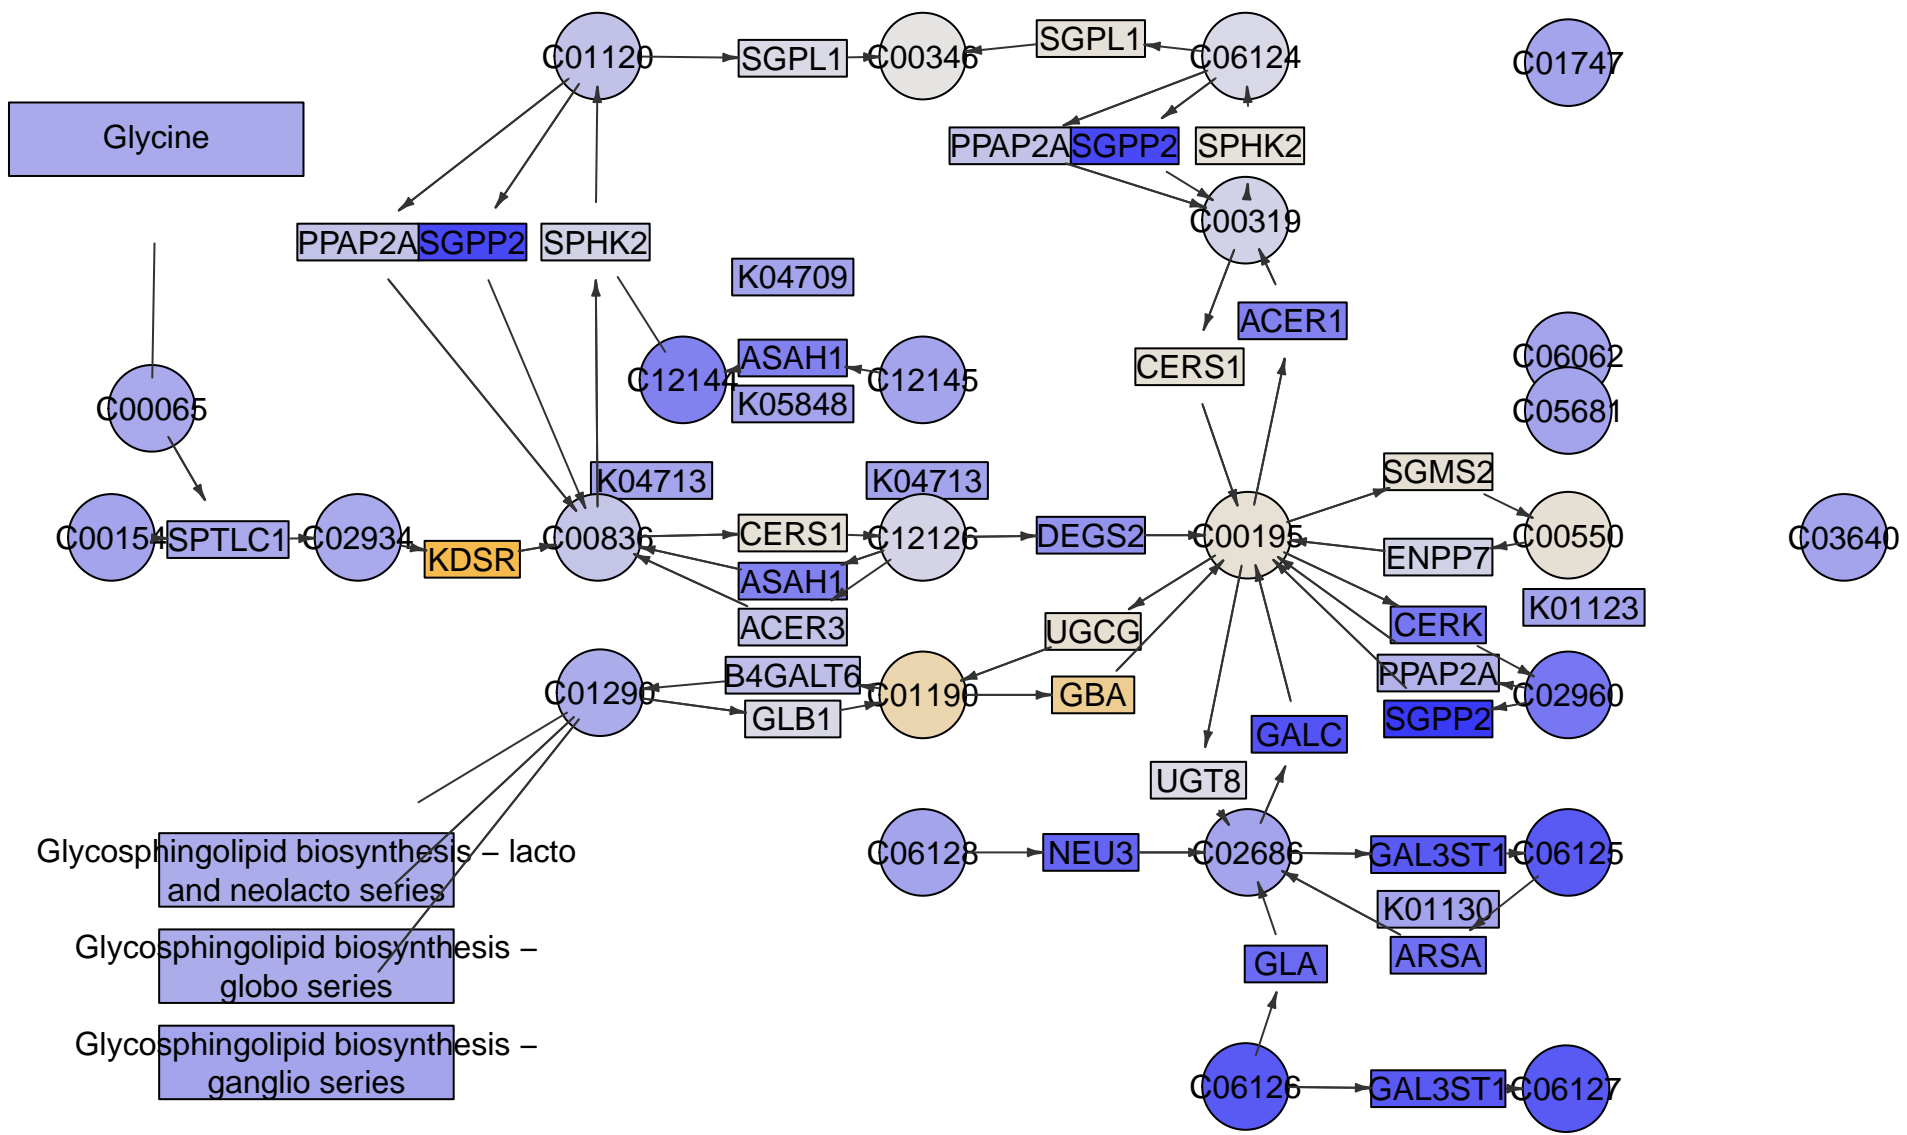 C01120
SGPL1
C00346
SGPL1
C06124
C01747
Glycine
PPAP2A
SGPP2
SPHK2
C00319
PPAP2A
SGPP2
SPHK2
K04709
ACER1
C12144
ASAH1
C12145
K05848
CERS1
C06062
C05681
C00065
K04713
K04713
SGMS2
C00154
SPTLC1
C02934
KDSR
C00836
CERS1
C12126
DEGS2
C00195
ENPP7
C00550
C03640
ASAH1
ACER3
UGCG
CERK
K01123
B4GALT6
GLB1
C01290
C01190
GBA
PPAP2A
C02960
SGPP2
GALC
UGT8
Glycosphingolipid biosynthesis – lacto
and neolacto series
C06128
NEU3
C02686
GAL3ST1
C06125
K01130
ARSA
Glycosphingolipid biosynthesis –
globo series
GLA
Glycosphingolipid biosynthesis –
ganglio series
C06126
GAL3ST1
C06127